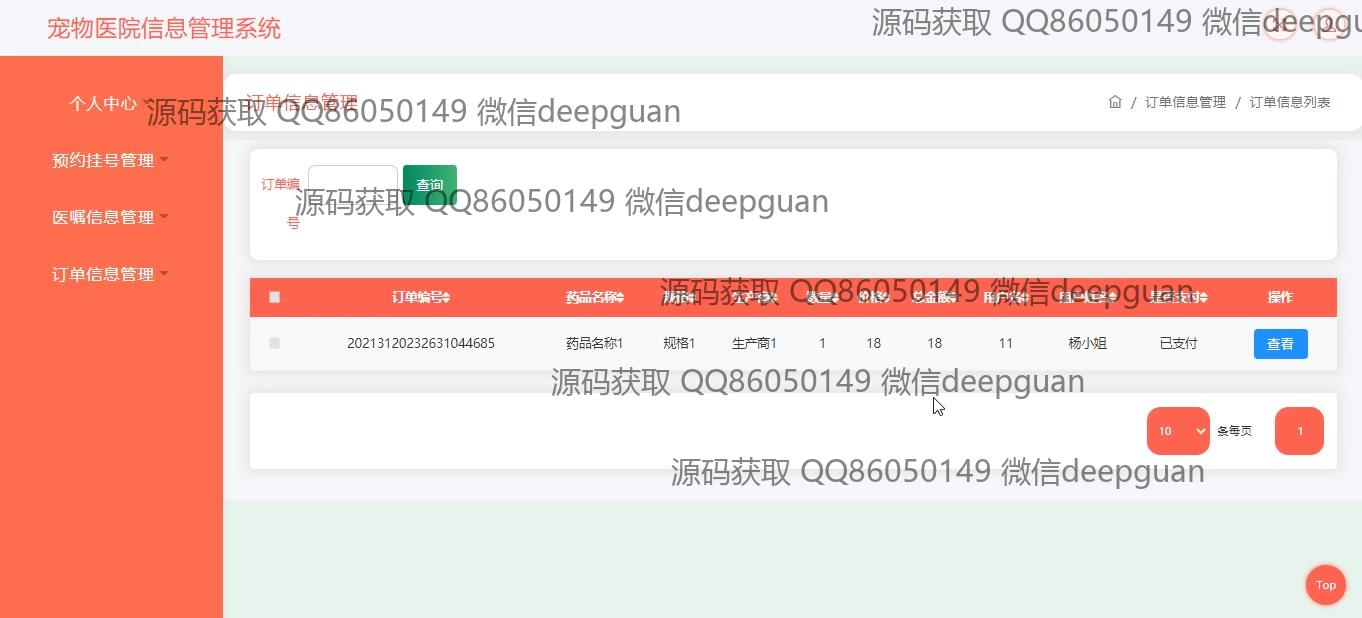 宠物医院信息管理系统
源码获取 QQ86050149 微信deepgu
个人中心
预约挂号管理
医嘱信息管理
订单信息管理
订单信息管理
源码获取 QQ86050149 微信deepguan
/ 订单信息管理 / 订单信息列表
订单编
号
查询
源码获取 QQ86050149 微信deepguan
订单编号 药品名称 规格 生产商 数量 价格 总金额 用户名 用户姓名 是否支付 操作
源码获取 QQ86050149 微信deepguan
20213120232631044685 药品名称1 规格1 生产商1 1 18 18 11 杨小姐 已支付 查看
源码获取 QQ86050149 微信deepguan
10 条每页 1
源码获取 QQ86050149 微信deepguan
Top